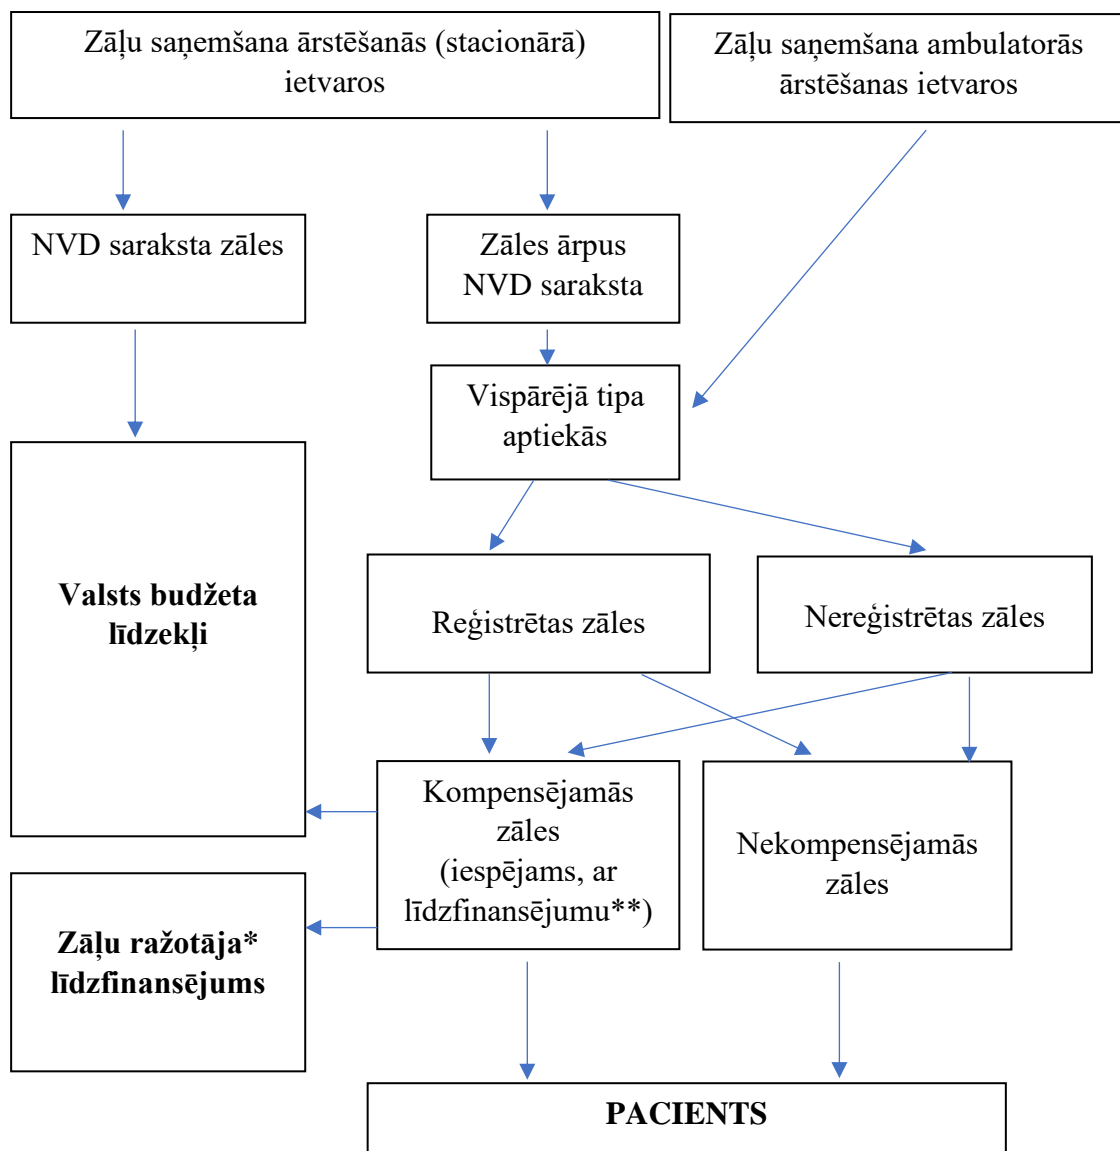 Zāļu saņemšana ārstēšanās (stacionārā)
ietvaros
Zāļu saņemšana ambulatorās
ārstēšanas ietvaros
NVD saraksta zāles
Zāles ārpus
NVD saraksta
Vispārējā tipa
aptiekās
Valsts budžeta
līdzekļi
Reģistrētas zāles
Nereģistrētas zāles
Kompensējamās
zāles
(iespējams, ar
līdzfinansējumu**)
Nekompensējamās
zāles
Zāļu ražotāja*
līdzfinansējums
PACIENTS